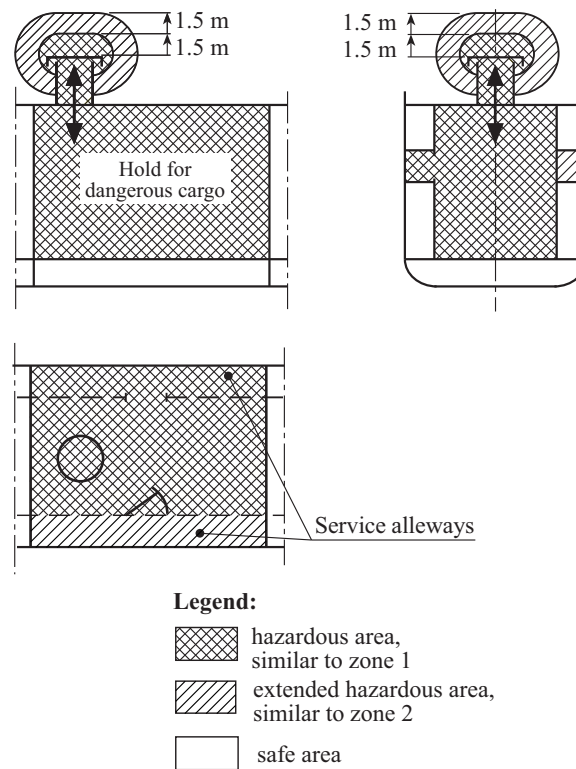 1.5 m
1.5 m
1.5 m
1.5 m
Hold for
dangerous cargo
Service alleways
Legend:
hazardous area,
similar to zone 1
extended hazardous area,
similar to zone 2
safe area